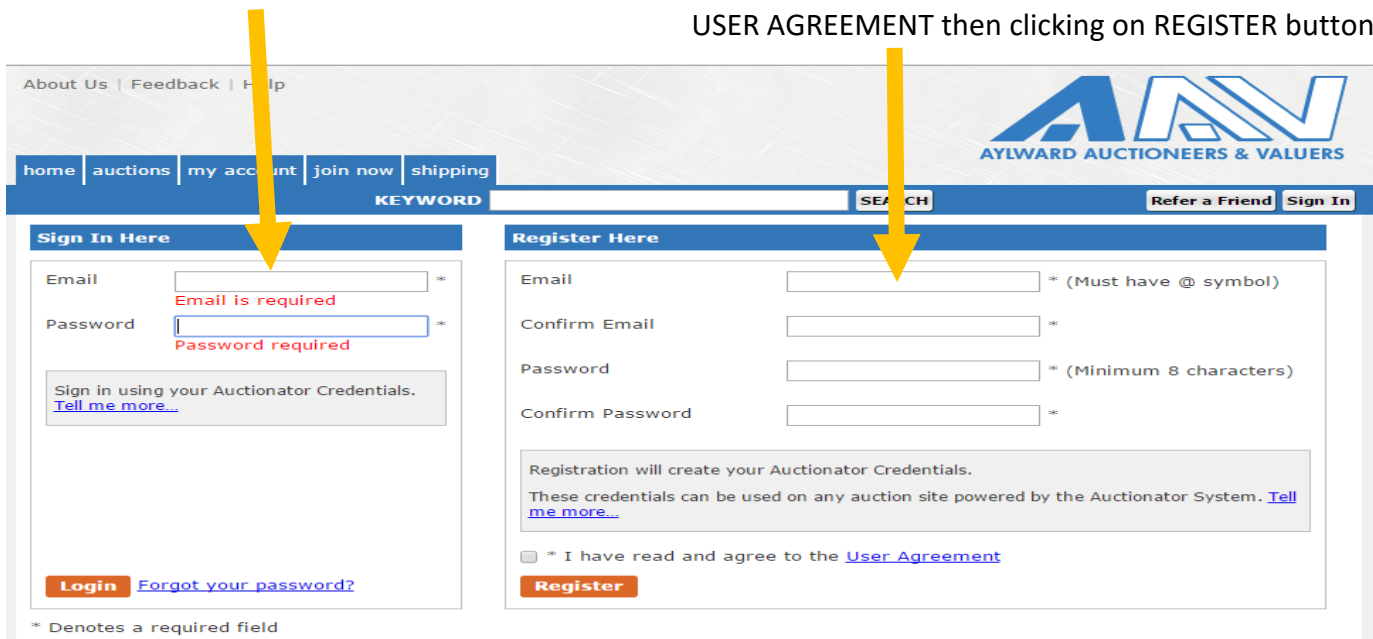 USER AGREEMENT then clicking on REGISTER button
About Us | Feedback | Help
AAV
AYLWARD AUCTIONEERS & VALUERS
home auctions my account join now shipping
KEYWORD SEARCH Refer a Friend Sign In
Sign In Here
Email *
Email is required
Password *
Password required
Sign in using your Auctionator Credentials.
Tell me more...
Login Forgot your password?
* Denotes a required field
Register Here
Email * (Must have @ symbol)
Confirm Email *
Password * (Minimum 8 characters)
Confirm Password *
Registration will create your Auctionator Credentials.
These credentials can be used on any auction site powered by the Auctionator System. Tell
me more...
* I have read and agree to the User Agreement
Register